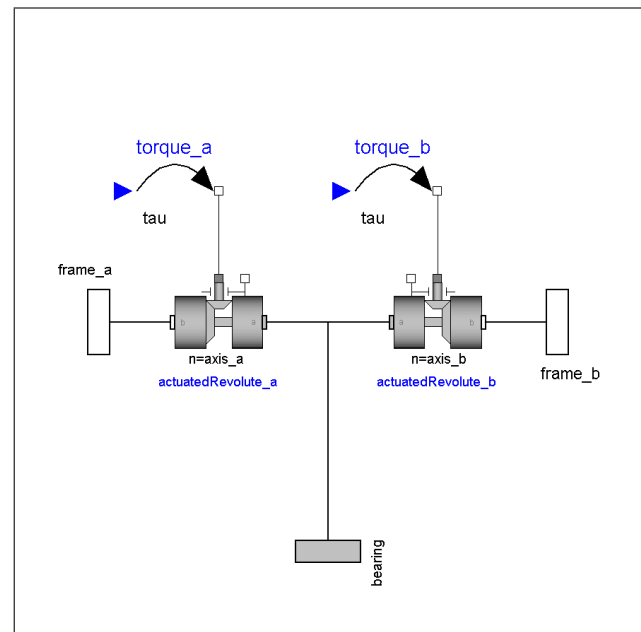 torque_a
torque_b
tau
tau
frame_a
b
a
a
b
n=axis_a
n=axis_b
actuatedRevolute_a
actuatedRevolute_b
frame_b
bearing